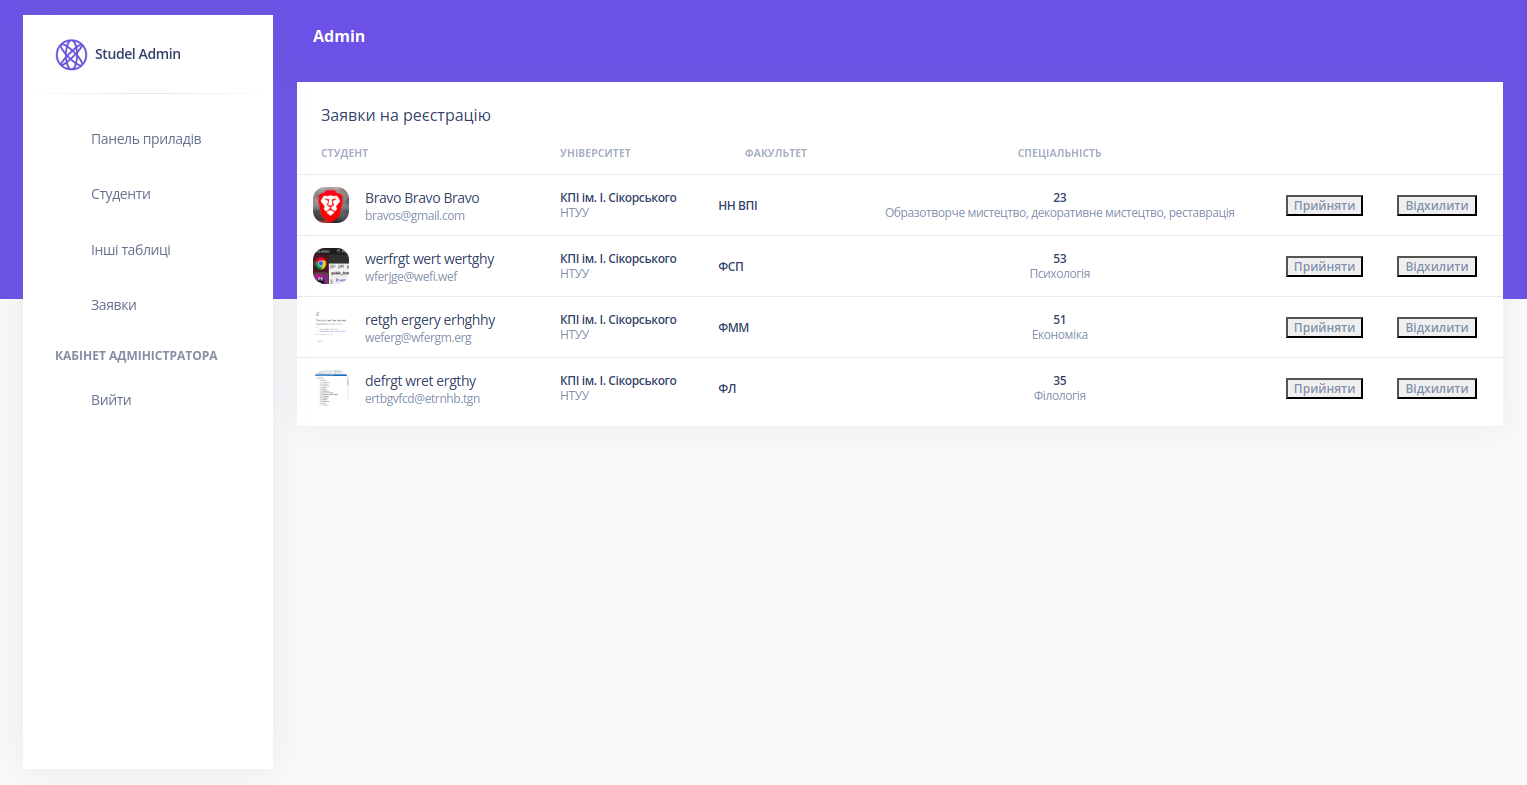 Studel Admin
Панель приладів
Студенти
Інші таблиці
Заявки
КАБІНЕТ АДМІНІСТРАТОРА
Вийти
Admin
Заявки на реєстрацію
СТУДЕНТ УНІВЕРСИТЕТ ФАКУЛЬТЕТ СПЕЦІАЛЬНІСТЬ
Bravo Bravo Bravo КПІ ім. І. Сікорського НН ВПІ 23 Прийняти Відхилити
bravos@gmail.com НТУУ Образотворче мистецтво, декоративне мистецтво, реставрація
werfrgt wert wertghy КПІ ім. І. Сікорського ФСП 53 Прийняти Відхилити
wferjge@wefi.wef НТУУ Психологія
retgh ergery erhghhy КПІ ім. І. Сікорського ФММ 51 Прийняти Відхилити
weferg@wfergm.erg НТУУ Економіка
defrgt wret ergthy КПІ ім. І. Сікорського ФЛ 35 Прийняти Відхилити
ertbgvfcd@etrnhb.tgn НТУУ Філологія